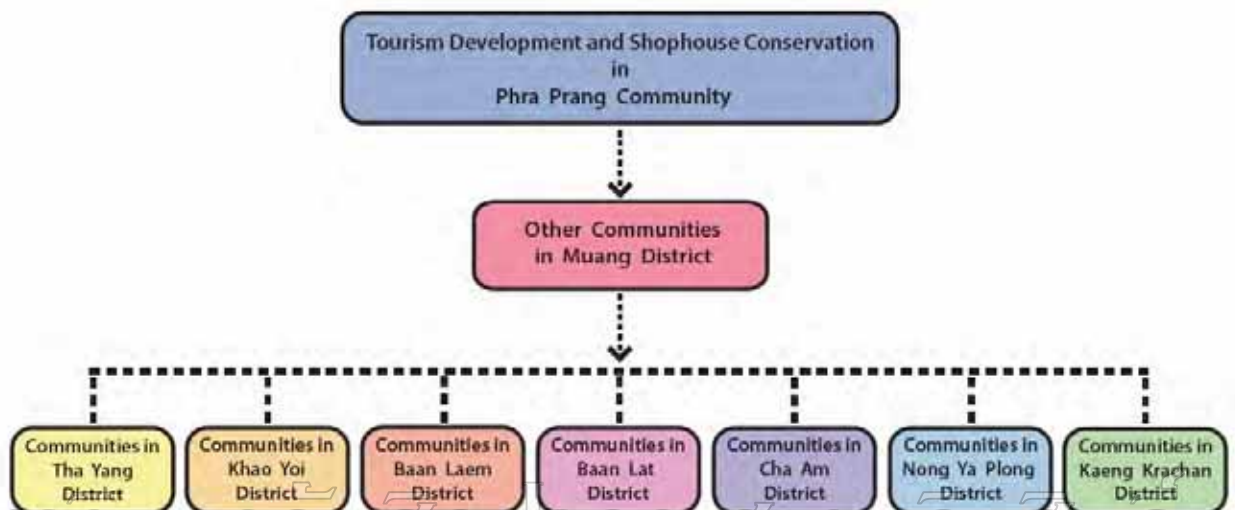 Tourism Development and Shophouse Conservation
in
Phra Prang Community
Other Communities
in Muang District
Communities in
Tha Yang
District
Communities in
Khao Yoi
District
Communities in
Baan Laem
District
Communities in
Baan Lat
District
Communities in
Cha Am
District
Communities in
Nong Ya Plong
District
Communities in
Kaeng Krachan
District